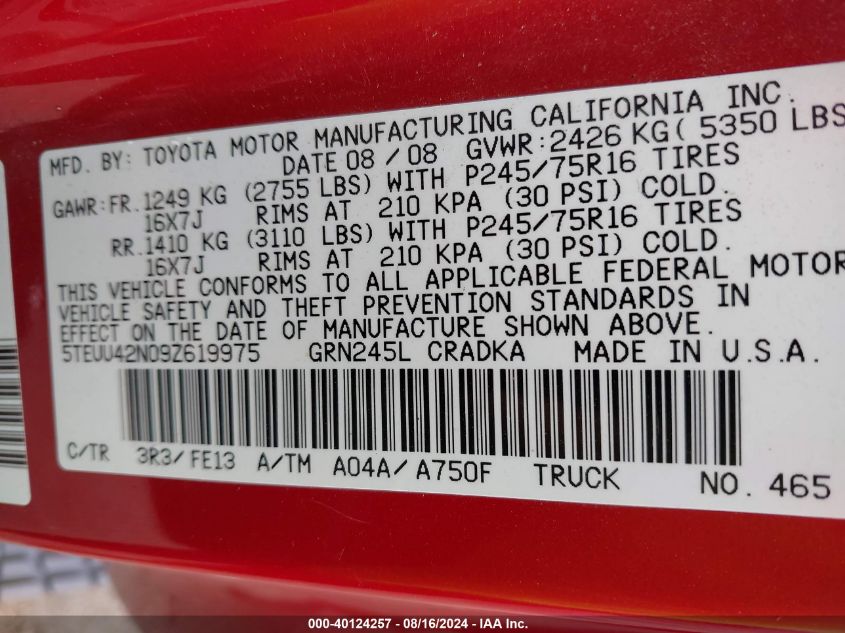 MFD. BY: TOYOTA MOTOR MANUFACTURING CALIFORNIA INC.
DATE 08/08 GVWR: 2426 KG( 5350 LBS
GAWR: FR. 1249 KG (2755 LBS) WITH P245/75R16 TIRES
16X7J RIMS AT 210 KPA (30 PSI) COLD.
RR. 1410 KG (3110 LBS) WITH P245/75R16 TIRES
16X7J RIMS AT 210 KPA (30 PSI) COLD.
THIS VEHICLE CONFORMS TO ALL APPLICABLE FEDERAL MOTOR
VEHICLE SAFETY AND THEFT PREVENTION STANDARDS IN
EFFECT ON THE DATE OF MANUFACTURE SHOWN ABOVE.
5TEUU42N09Z619975 GRN245L CRADKA MADE IN U.S.A.
C/TR 3R3/FE13 A/TM A04A/A750F TRUCK NO. 465
000-40124257 - 08/16/2024 - IAA Inc.